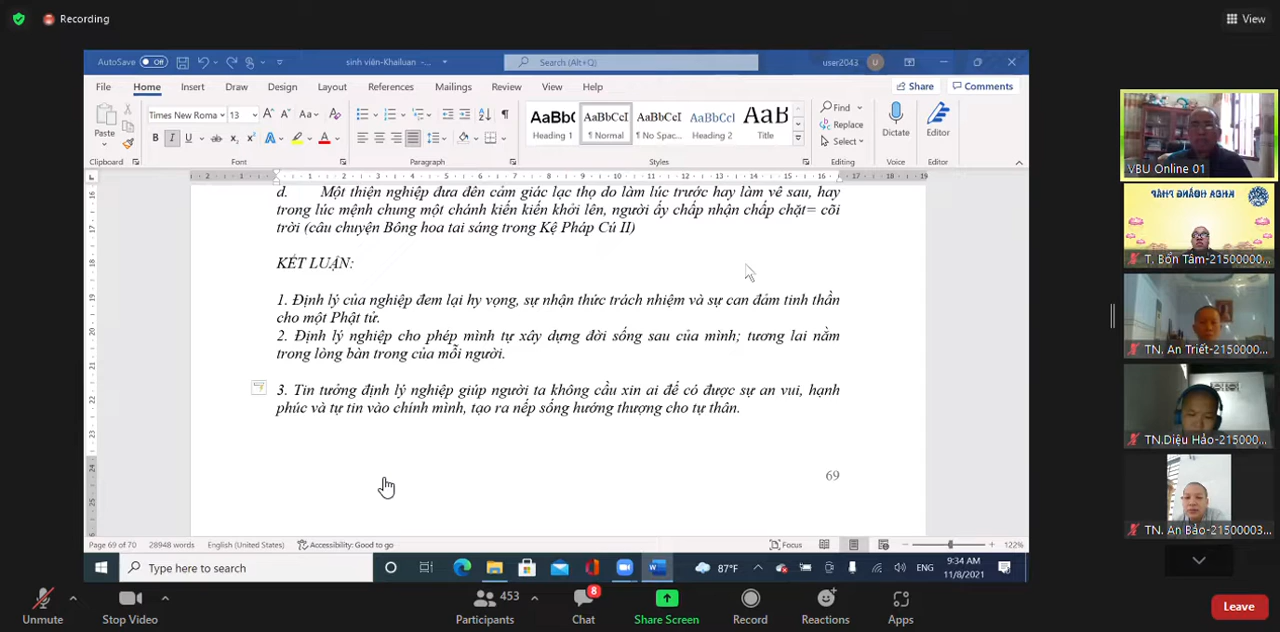 Recording
View
AutoSave Off
sinh viên-Khailuan -...
Search (Alt+Q)
user2043
U
File Home Insert Draw Design Layout References Mailings Review View Help
Share
Comments
Paste
Times New Roma
13
AaBbCc
Heading 1
AaBbCcI
¶ Normal
AaBbCcI
¶ No Spac...
AaBbCcI
Heading 2
AaB
Title
Find
Replace
Select
Dictate
Editor
Clipboard
Font
Paragraph
Styles
Editing
Voice
Editor
d. Một thiện nghiệp đưa đến cảm giác lạc thọ do làm lúc trước hay làm về sau, hay
trong lúc mệnh chung một chánh kiến kiến khởi lên, người ấy chấp nhận chấp chặt= cõi
trời (câu chuyện Bông hoa tai sáng trong Kệ Pháp Cú II)
KẾT LUẬN:
1. Định lý của nghiệp đem lại hy vọng, sự nhận thức trách nhiệm và sự can đảm tinh thần
cho một Phật tử.
2. Định lý nghiệp cho phép mình tự xây dựng đời sống sau của mình; tương lai nằm
trong lòng bàn trong của mỗi người.
3. Tin tưởng định lý nghiệp giúp người ta không cầu xin ai để có được sự an vui, hạnh
phúc và tự tin vào chính mình, tạo ra nếp sống hướng thượng cho tự thân.
69
Page 69 of 70
28948 words
English (United States)
Accessibility: Good to go
Focus
122%
Type here to search
87°F
ENG
9:34 AM
11/8/2021
VBU Online 01
KHOA HOẰNG PHÁP
T. Bổn Tâm-21500000...
TN. An Triết-215000...
TN.Diệu Hảo-215000...
TN. An Bảo-21500003...
Unmute
Stop Video
453
Participants
8
Chat
Share Screen
Record
Reactions
Apps
Leave